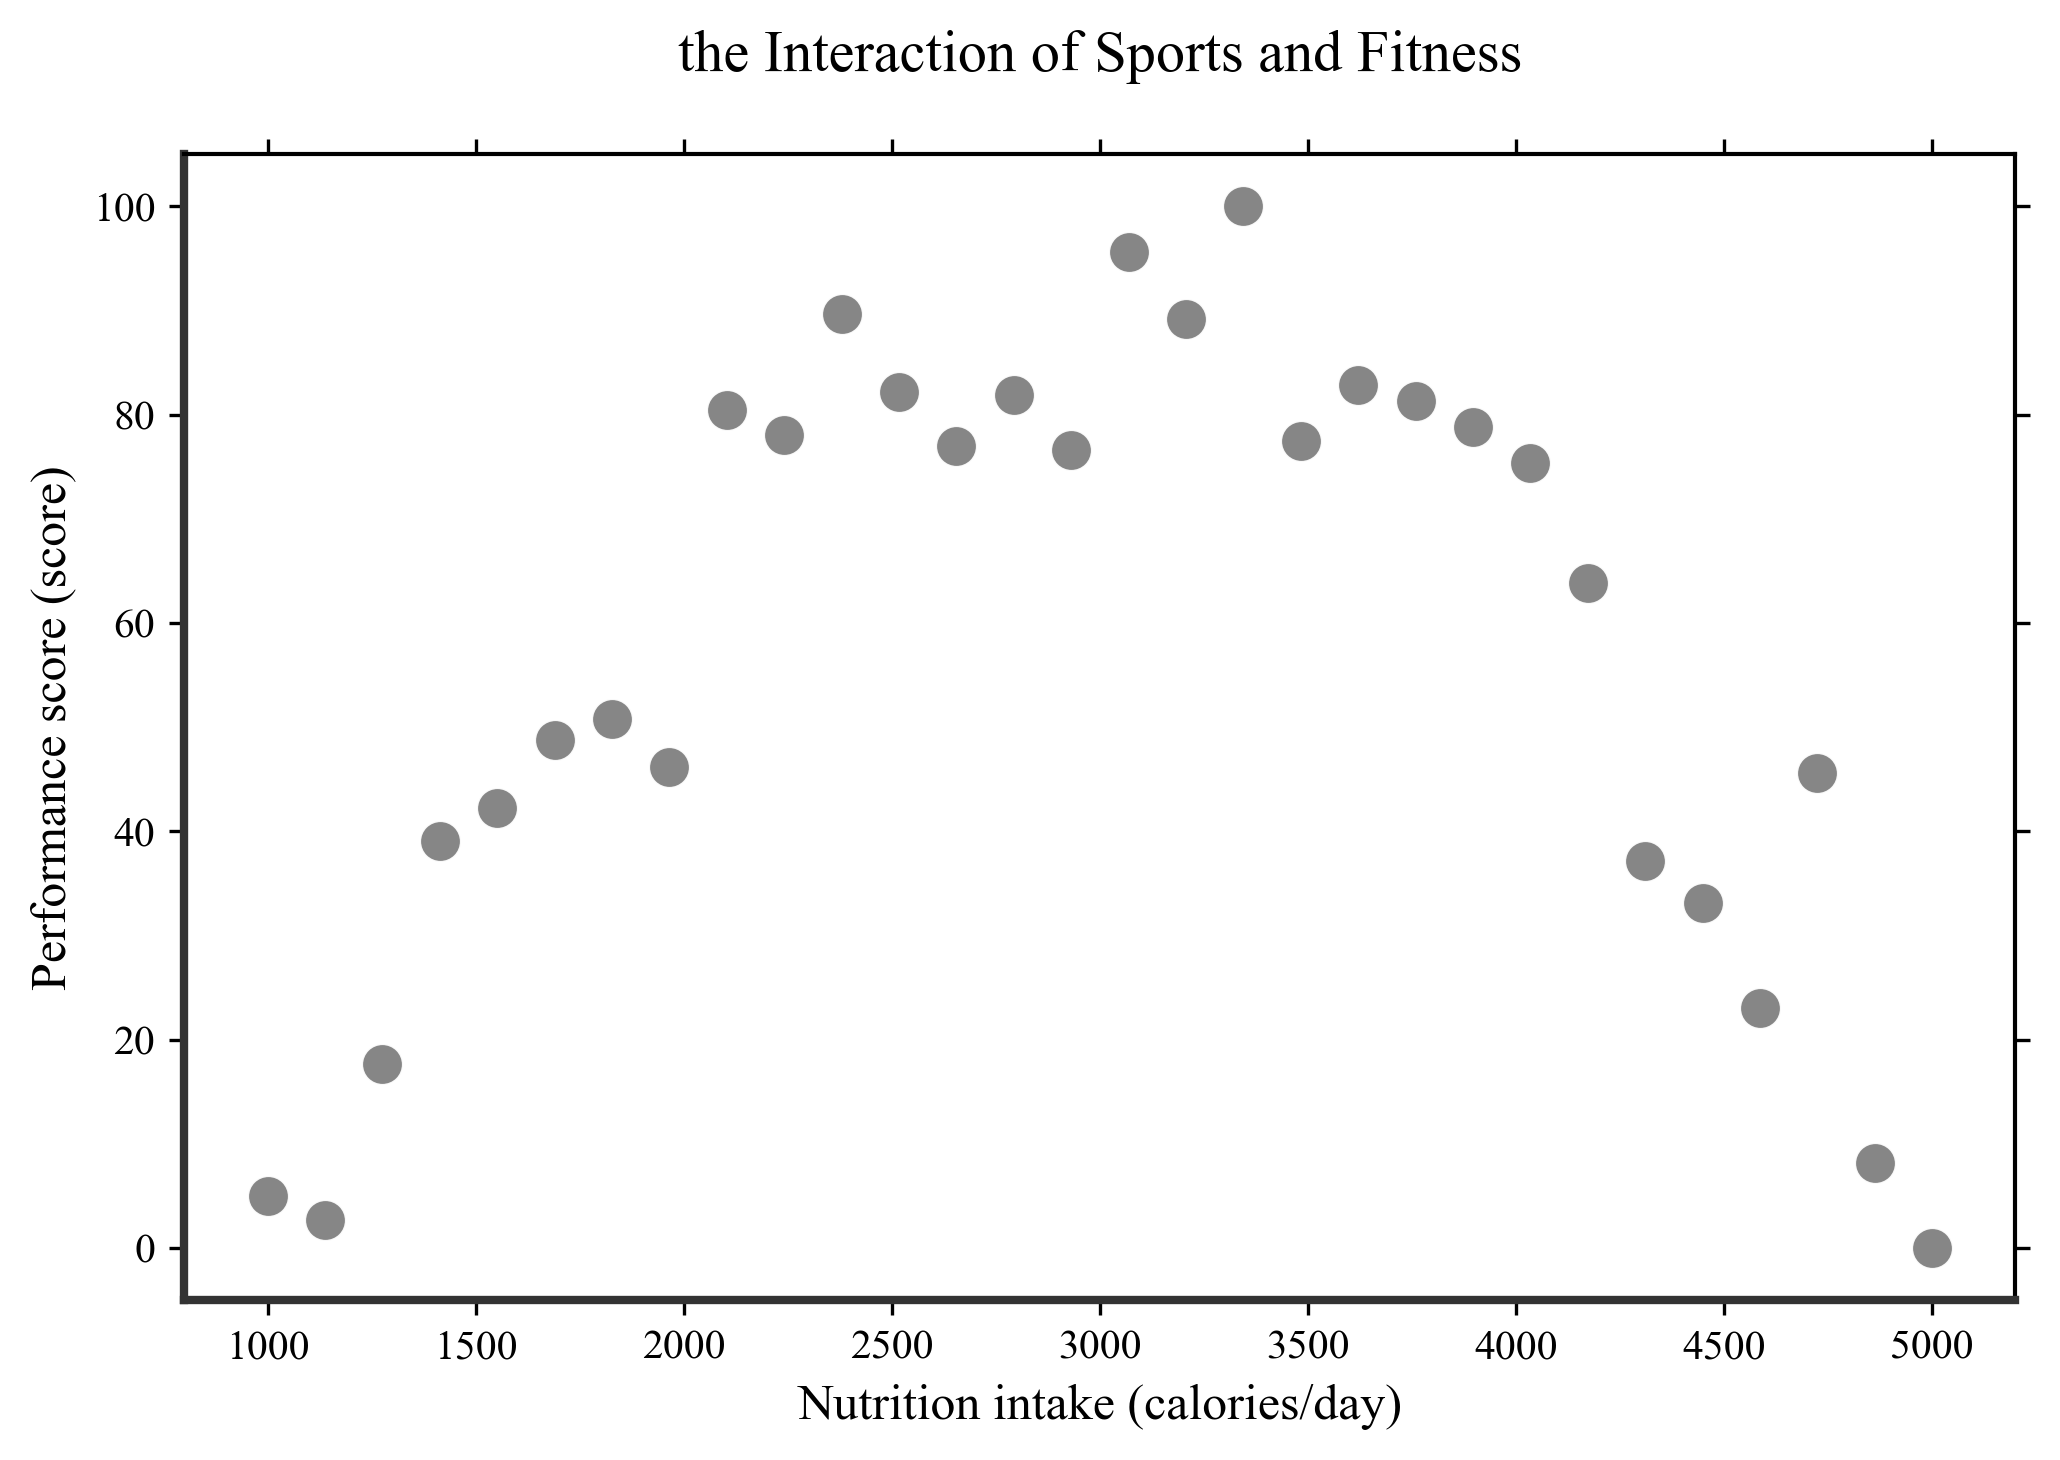 the Interaction of Sports and Fitness
100
80
60
40
20
0
Performance score (score)
1000 1500 2000 2500 3000 3500 4000 4500 5000
Nutrition intake (calories/day)